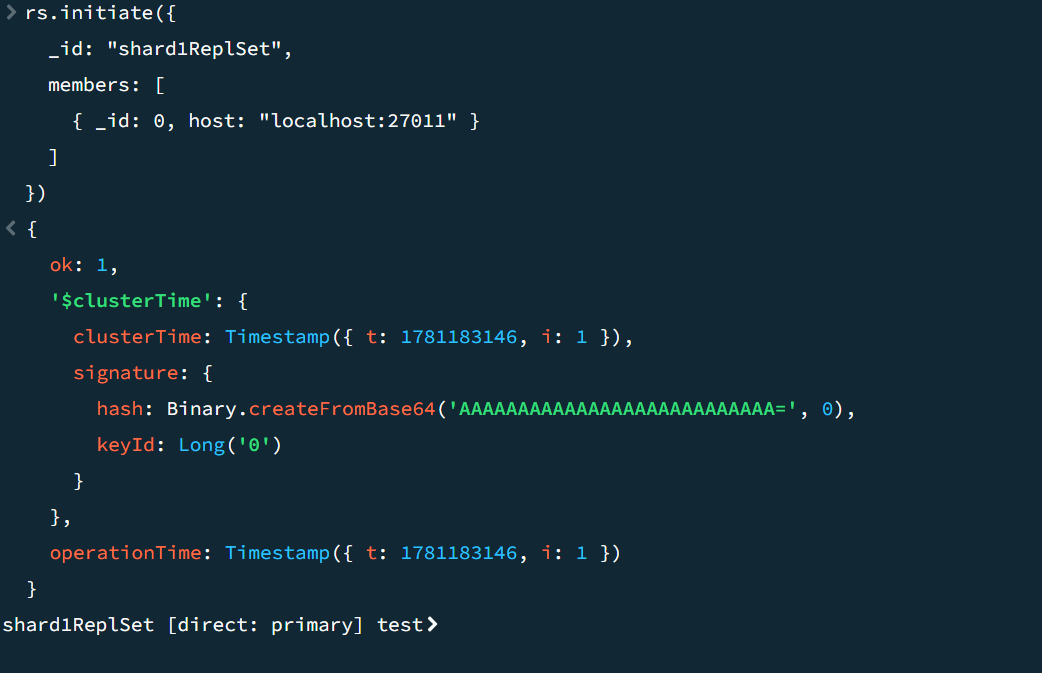 > rs.initiate({
_id: "shard1ReplSet",
members: [
{ _id: 0, host: "localhost:27011" }
]
})
< {
ok: 1,
'$clusterTime': {
clusterTime: Timestamp({ t: 1781183146, i: 1 }),
signature: {
hash: Binary.createFromBase64('AAAAAAAAAAAAAAAAAAAAAAAAAAA=', 0),
keyId: Long('0')
}
},
operationTime: Timestamp({ t: 1781183146, i: 1 })
}
shard1ReplSet [direct: primary] test>